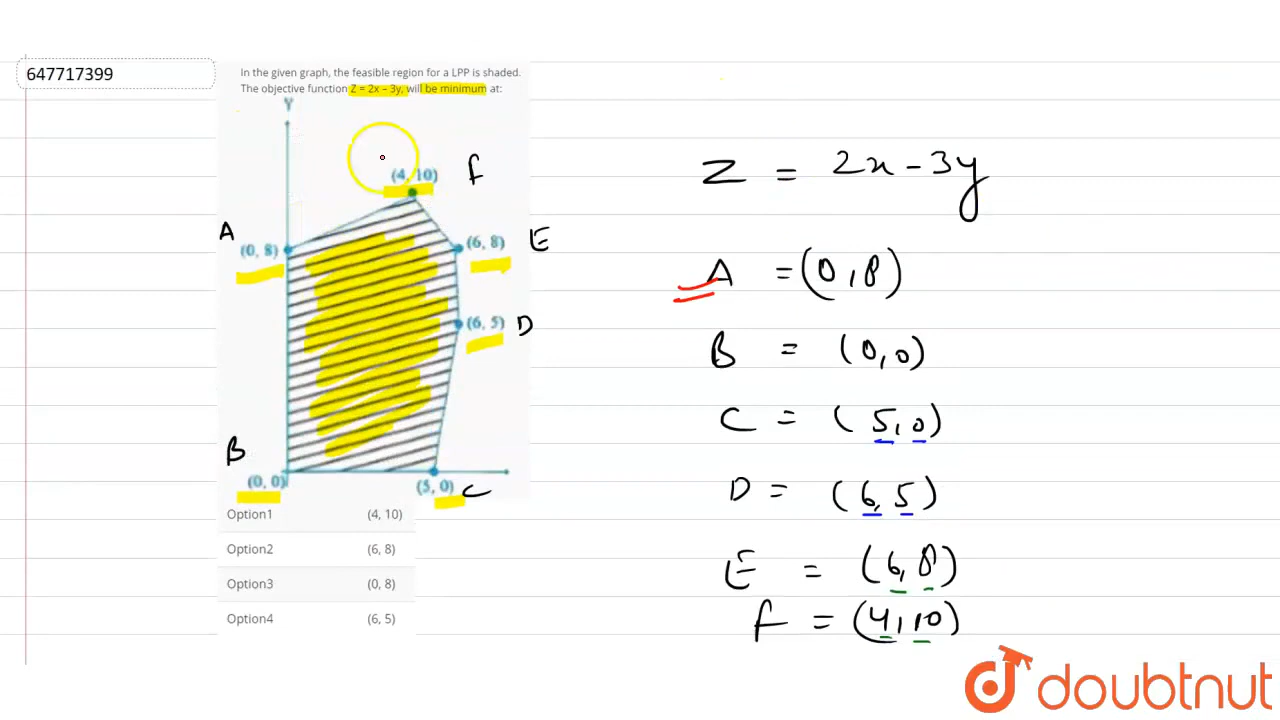 647717399
In the given graph, the feasible region for a LPP is shaded.
The objective function Z = 2x – 3y, will be minimum at:
Y
(4, 10) F
A
(0, 8)
(6, 8) E
(6, 5) D
B
(0, 0)
(5, 0) C
Option1 (4, 10)
Option2 (6, 8)
Option3 (0, 8)
Option4 (6, 5)
Z = 2x - 3y
A = (0, 8)
B = (0, 0)
C = (5, 0)
D = (6, 5)
E = (6, 8)
F = (4, 10)
doubtnut